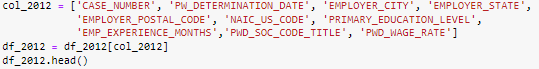 col_2012 = ['CASE_NUMBER', 'PW_DETERMINATION_DATE', 'EMPLOYER_CITY', 'EMPLOYER_STATE',
'EMPLOYER_POSTAL_CODE', 'NAIC_US_CODE', 'PRIMARY_EDUCATION_LEVEL',
'EMP_EXPERIENCE_MONTHS','PWD_SOC_CODE_TITLE', 'PWD_WAGE_RATE']
df_2012 = df_2012[col_2012]
df_2012.head()